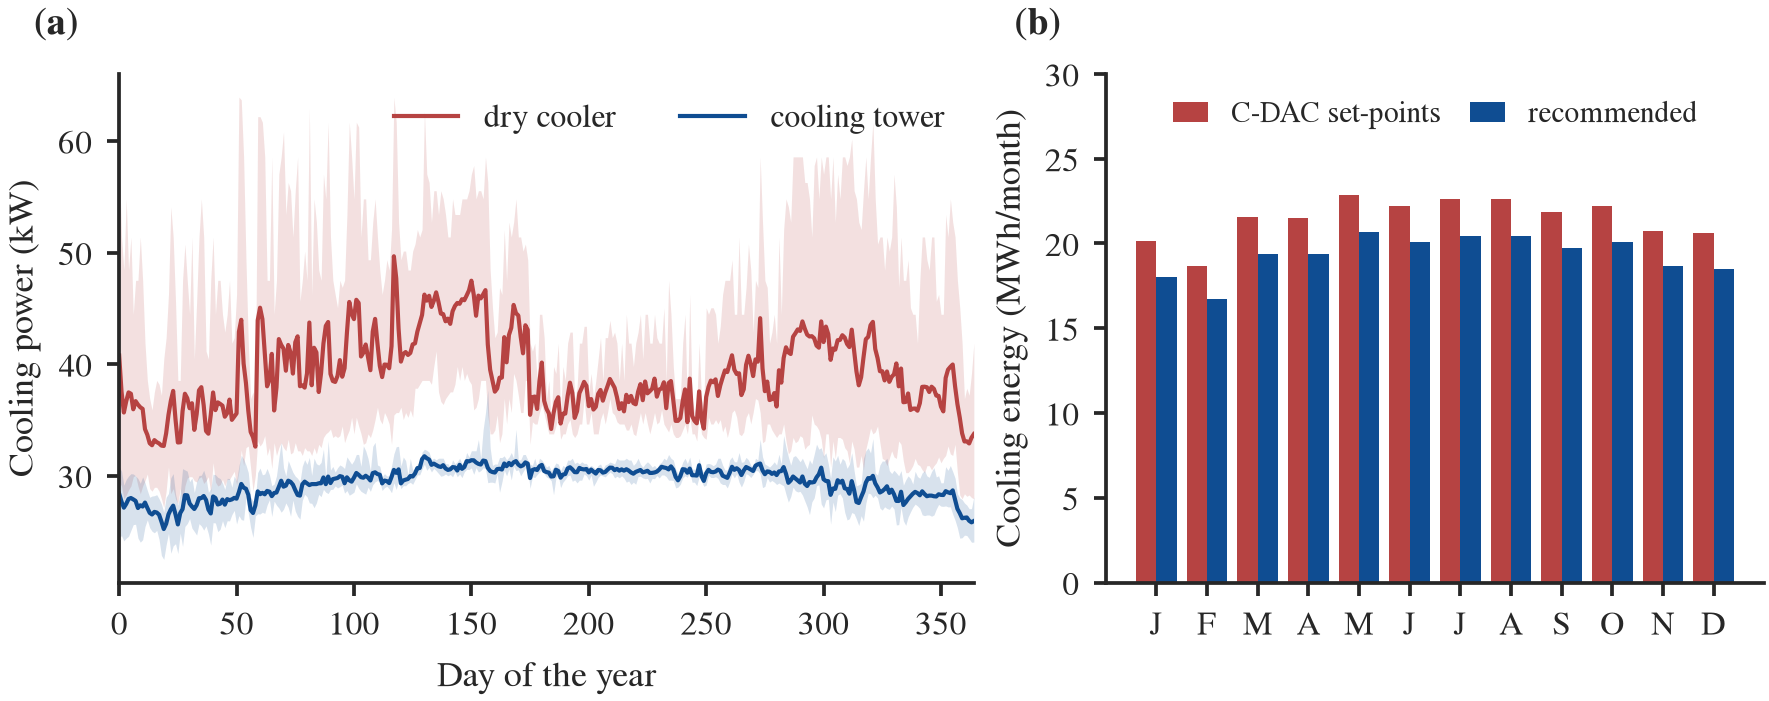 (a)
dry cooler
cooling tower
Cooling power (kW)
60
50
40
30
0 50 100 150 200 250 300 350
Day of the year
(b)
C-DAC set-points
recommended
Cooling energy (MWh/month)
30
25
20
15
10
5
0
J F M A M J J A S O N D